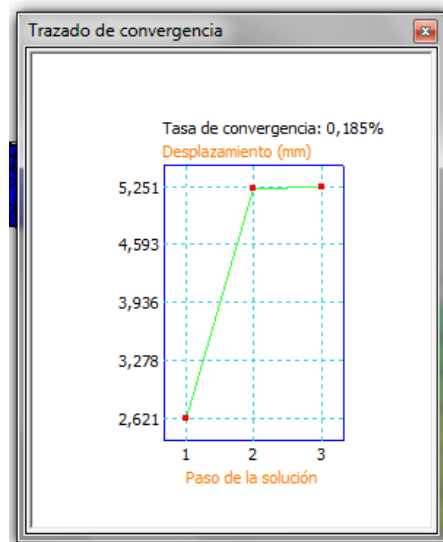 Trazado de convergencia
Tasa de convergencia: 0,185%
Desplazamiento (mm)
5,251
4,593
3,936
3,278
2,621
1 2 3
Paso de la solución